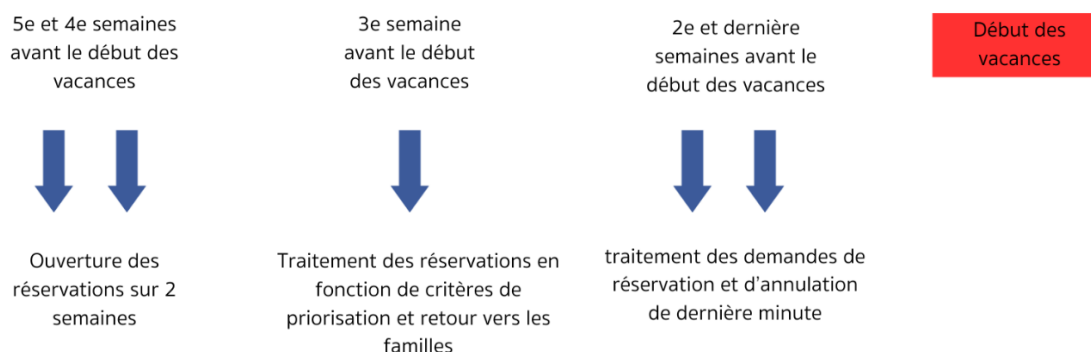 5e et 4e semaines
avant le début des
vacances
3e semaine
avant le début
des vacances
2e et dernière
semaines avant le
début des vacances
Début des
vacances
Ouverture des
réservations sur 2
semaines
Traitement des réservations en
fonction de critères de
priorisation et retour vers les
familles
traitement des demandes de
réservation et d'annulation
de dernière minute